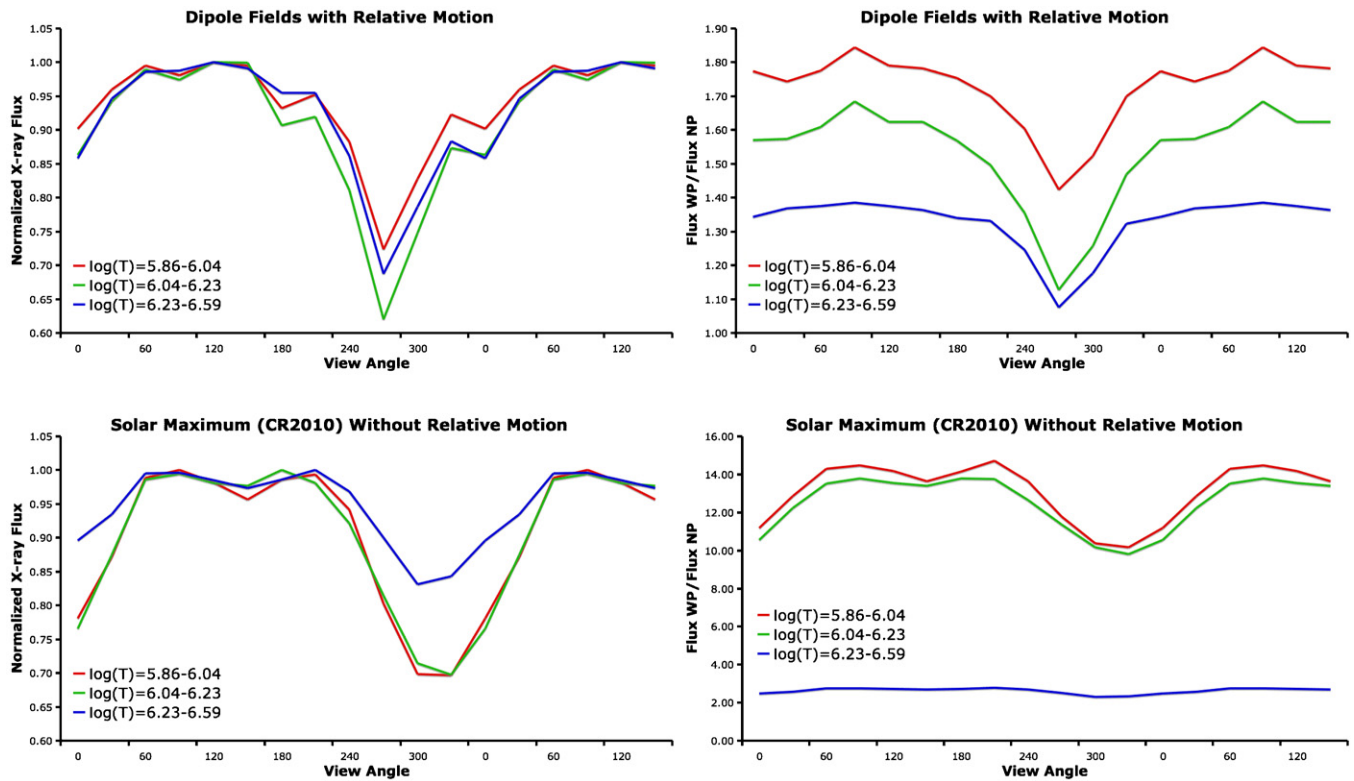 Dipole Fields with Relative Motion
1.05
1.00
0.95
0.90
0.85
0.80
0.75
0.70
0.65
0.60
Normalized X-ray Flux
log(T)=5.86-6.04
log(T)=6.04-6.23
log(T)=6.23-6.59
0 60 120 180 240 300 0 60 120
View Angle
Dipole Fields with Relative Motion
1.90
1.80
1.70
1.60
1.50
1.40
1.30
1.20
1.10
1.00
Flux WP/Flux NP
log(T)=5.86-6.04
log(T)=6.04-6.23
log(T)=6.23-6.59
0 60 120 180 240 300 0 60 120
View Angle
Solar Maximum (CR2010) Without Relative Motion
1.05
1.00
0.95
0.90
0.85
0.80
0.75
0.70
0.65
0.60
Normalized X-ray Flux
log(T)=5.86-6.04
log(T)=6.04-6.23
log(T)=6.23-6.59
0 60 120 180 240 300 0 60 120
View Angle
Solar Maximum (CR2010) Without Relative Motion
16.00
14.00
12.00
10.00
8.00
6.00
4.00
2.00
0.00
Flux WP/Flux NP
log(T)=5.86-6.04
log(T)=6.04-6.23
log(T)=6.23-6.59
0 60 120 180 240 300 0 60 120
View Angle